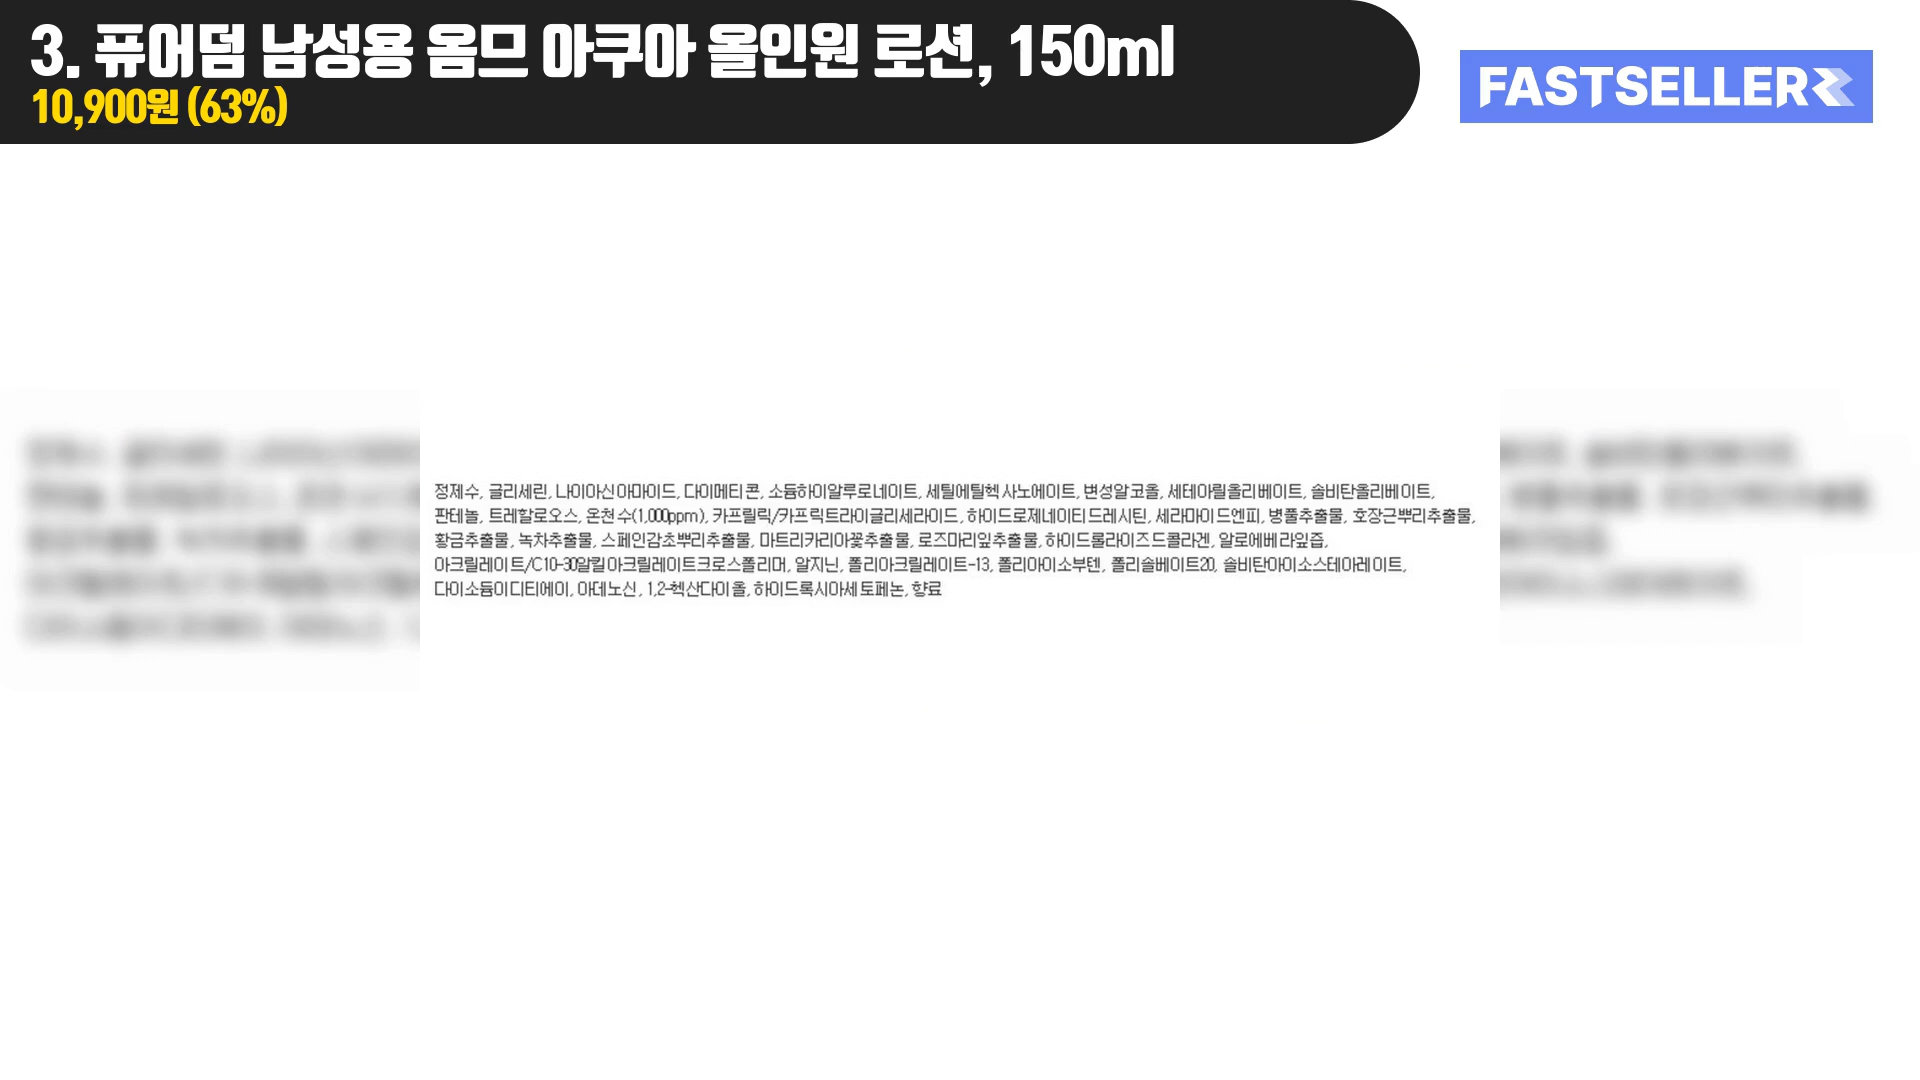 3. 퓨어덤 남성용 옴므 아쿠아 올인원 로션, 150ml
10,900원 (63%)
FASTSELLER
정제수, 글리세린, 나이아신아마이드, 다이메티콘, 소듐하이알루로네이트, 세틸에틸헥사노에이트, 변성알코올, 세테아릴올리베이트, 솔비탄올리베이트,
판테놀, 트레할로오스, 온천수(1,000ppm), 카프릴릭/카프릭트라이글리세라이드, 하이드로제네이티드레시틴, 세라마이드엔피, 병풀추출물, 호장근뿌리추출물,
황금추출물, 녹차추출물, 스페인감초뿌리추출물, 마트리카리아꽃추출물, 로즈마리잎추출물, 하이드롤라이즈드콜라겐, 알로에베라잎즙,
아크릴레이트/C10-30알킬아크릴레이트크로스폴리머, 알지닌, 폴리아크릴레이트-13, 폴리아이소부텐, 폴리솔베이트20, 솔비탄아이소스테아레이트,
다이소듐이디티에이, 아데노신, 1,2-헥산다이올, 하이드록시아세토페논, 향료